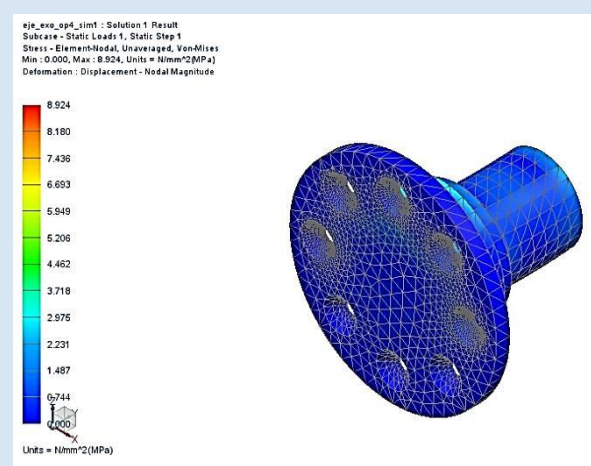 eje_exo_op4_sim1 : Solution 1 Result
Subcase - Static Loads 1, Static Step 1
Stress - Element-Nodal, Unaveraged, Von-Mises
Min : 0.000, Max : 8.924, Units = N/mm^2(MPa)
Deformation : Displacement - Nodal Magnitude
8.924
8.180
7.436
6.693
5.949
5.206
4.462
3.718
2.975
2.231
1.487
0.744
0.000
Z
Y
X
Units = N/mm^2(MPa)